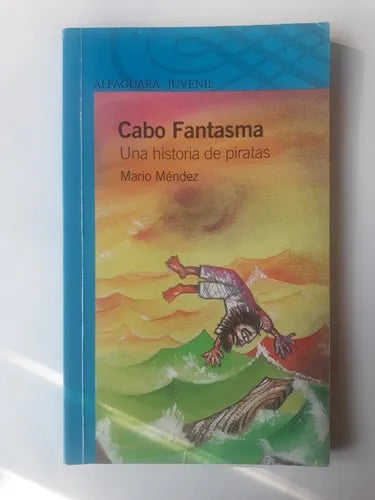 ALFAGUARA JUVENIL
Cabo Fantasma
Una historia de piratas
Mario Méndez